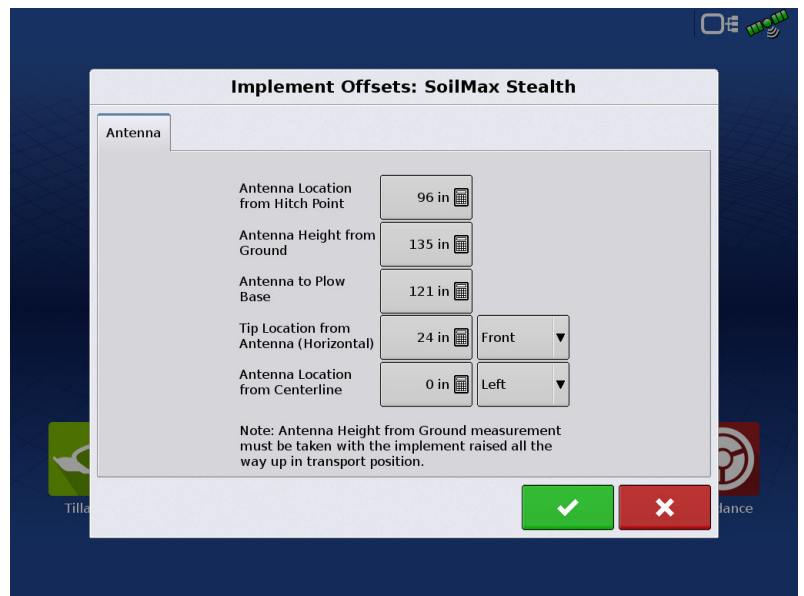 Implement Offsets: SoilMax Stealth
Antenna
Antenna Location
from Hitch Point
96 in
Antenna Height from
Ground
135 in
Antenna to Plow
Base
121 in
Tip Location from
Antenna (Horizontal)
24 in
Front
Antenna Location
from Centerline
0 in
Left
Note: Antenna Height from Ground measurement
must be taken with the implement raised all the
way up in transport position.
Tilla
dance